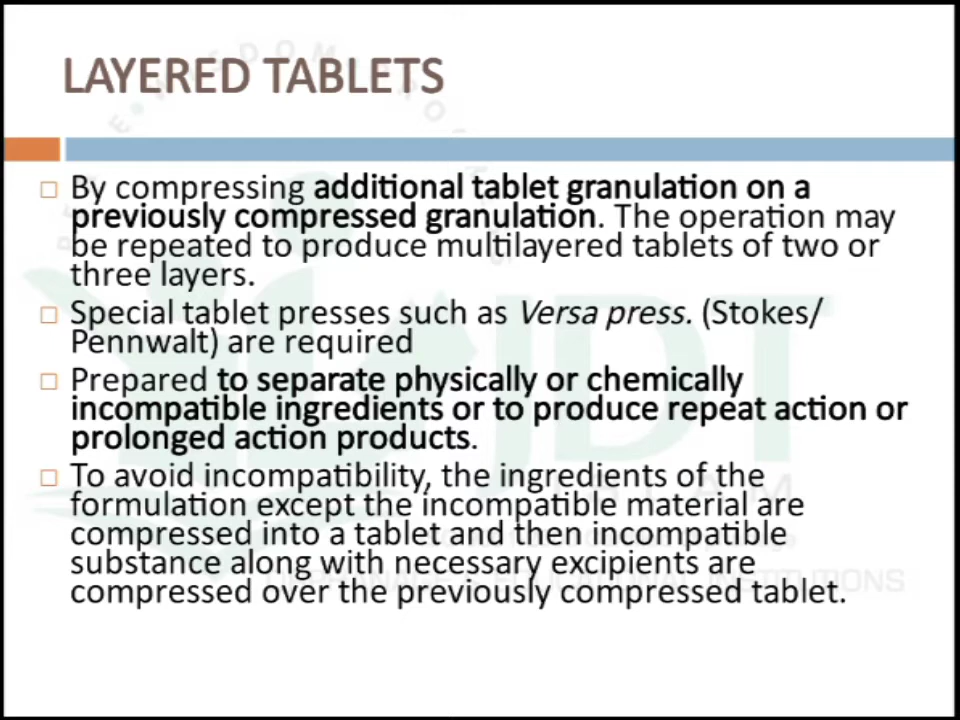 LAYERED TABLETS
By compressing additional tablet granulation on a
previously compressed granulation. The operation may
be repeated to produce multilayered tablets of two or
three layers.
Special tablet presses such as Versa press. (Stokes/
Pennwalt) are required
Prepared to separate physically or chemically
incompatible ingredients or to produce repeat action or
prolonged action products.
To avoid incompatibility, the ingredients of the
formulation except the incompatible material are
compressed into a tablet and then incompatible
substance along with necessary excipients are
compressed over the previously compressed tablet.
JDT
ORPHANAGE & EDUCATIONAL INSTITUTIONS